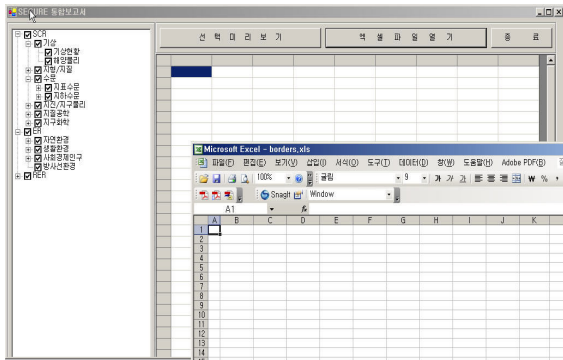 SECURE 통합보고서
선 택 미 리 보 기
엑 셀 파 일 열 기
종 료
SCR
기상
기상현황
해양물리
지형/지질
수문
지표수문
지하수문
지진/지구물리
지질공학
지구화학
ER
자연환경
생활환경
사회경제인구
방사선환경
RER
Microsoft Excel - borders.xls
파일(F) 편집(E) 보기(V) 삽입(I) 서식(O) 도구(T) 데이터(D) 창(W) 도움말(H) Adobe PDF(B)
100% 굴림 9 가 가 가 %
SnagIt Window
A1 fx
A B C D E F G H I J K
1
2
3
4
5
6
7
8
9
10
11
12
13
14